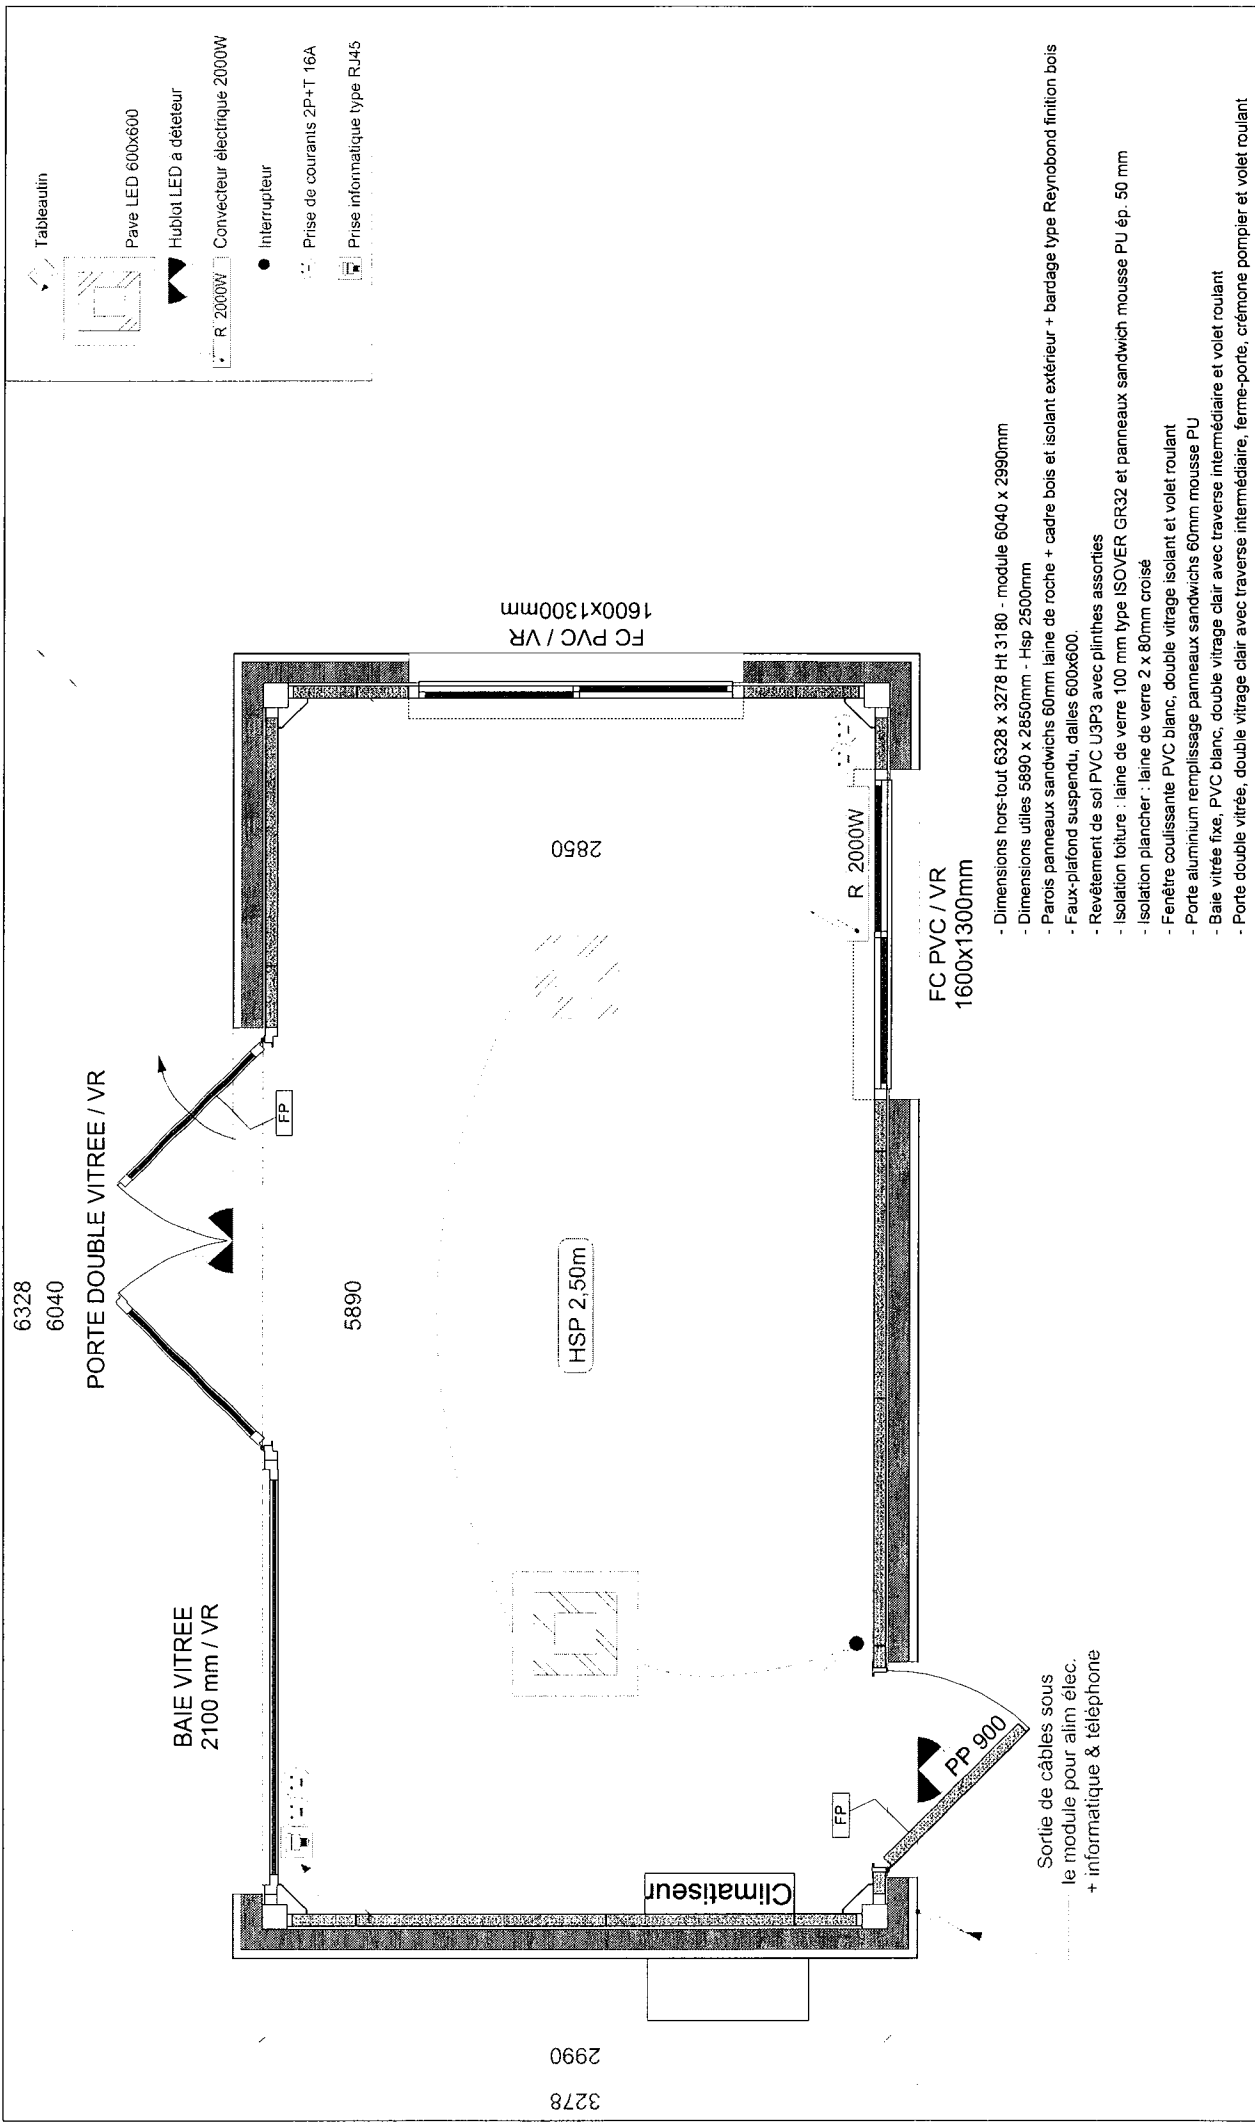 Tableautin
Pave LED 600x600
Hublot LED a déteteur
R 2000W
Convecteur électrique 2000W
Interrupteur
Prise de courants 2P+T 16A
Prise informatique type RJ45
6328
6040
PORTE DOUBLE VITREE / VR
BAIE VITREE
2100 mm / VR
FP
5890
HSP 2,50m
2850
FC PVC / VR
1600x1300mm
R 2000W
FC PVC / VR
1600x1300mm
Climatiseur
FP
PP 900
2990
3278
Sortie de câbles sous
le module pour alim élec.
+ informatique & téléphone
- Dimensions hors-tout 6328 x 3278 Ht 3180 - module 6040 x 2990mm
- Dimensions utiles 5890 x 2850mm - Hsp 2500mm
- Parois panneaux sandwichs 60mm laine de roche + cadre bois et isolant extérieur + bardage type Reynobond finition bois
- Faux-plafond suspendu, dalles 600x600.
- Revêtement de sol PVC U3P3 avec plinthes assorties
- Isolation toiture : laine de verre 100 mm type ISOVER GR32 et panneaux sandwich mousse PU ép. 50 mm
- Isolation plancher : laine de verre 2 x 80mm croisé
- Fenêtre coulissante PVC blanc, double vitrage isolant et volet roulant
- Porte aluminium remplissage panneaux sandwichs 60mm mousse PU
- Baie vitrée fixe, PVC blanc, double vitrage clair avec traverse intermédiaire et volet roulant
- Porte double vitrée, double vitrage clair avec traverse intermédiaire, ferme-porte, crémone pompier et volet roulant